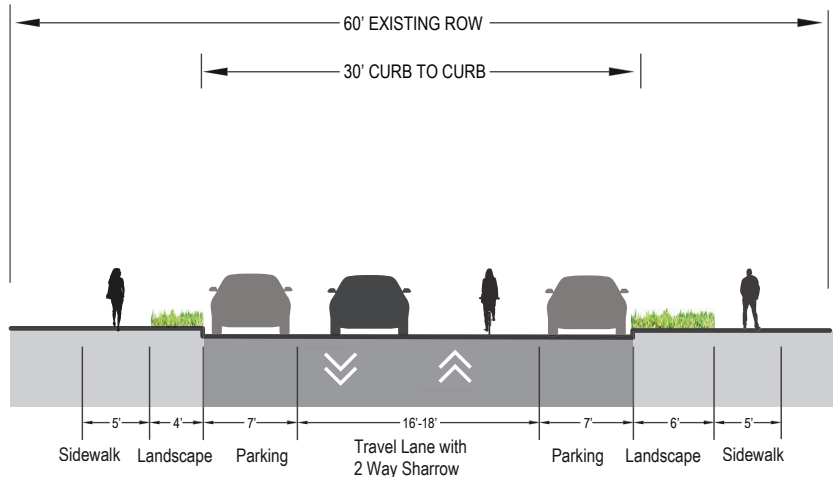 60’ EXISTING ROW
30’ CURB TO CURB
5’ 4’ 7’ 16’-18’ 7’ 6’ 5’
Sidewalk Landscape Parking Travel Lane with Parking Landscape Sidewalk
2 Way Sharrow